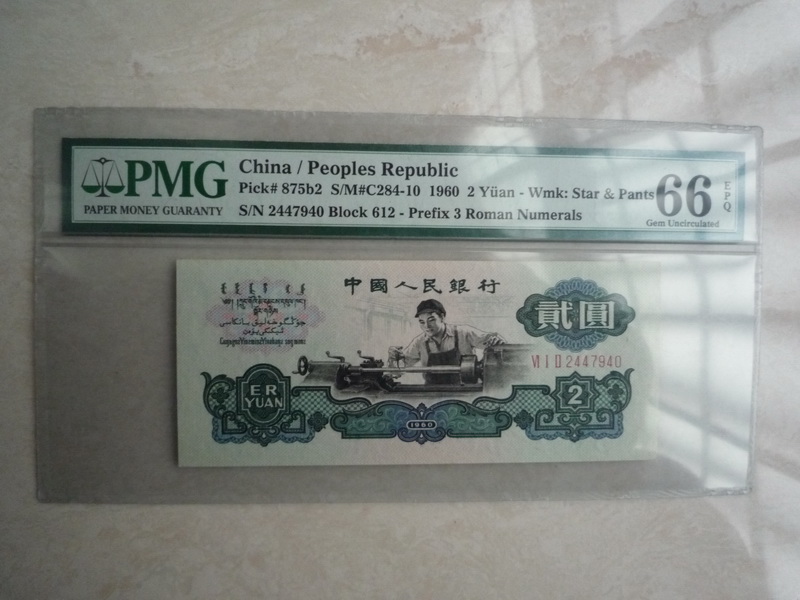 PMG
PAPER MONEY GUARANTY
China / Peoples Republic
Pick# 875b2 S/M#C284-10 1960 2 Yüan - Wmk: Star & Pants
S/N 2447940 Block 612 - Prefix 3 Roman Numerals
66 EPQ
Gem Uncirculated
中國人民銀行
貳圓
VI I II 2447940
ER
YUAN
2
1960